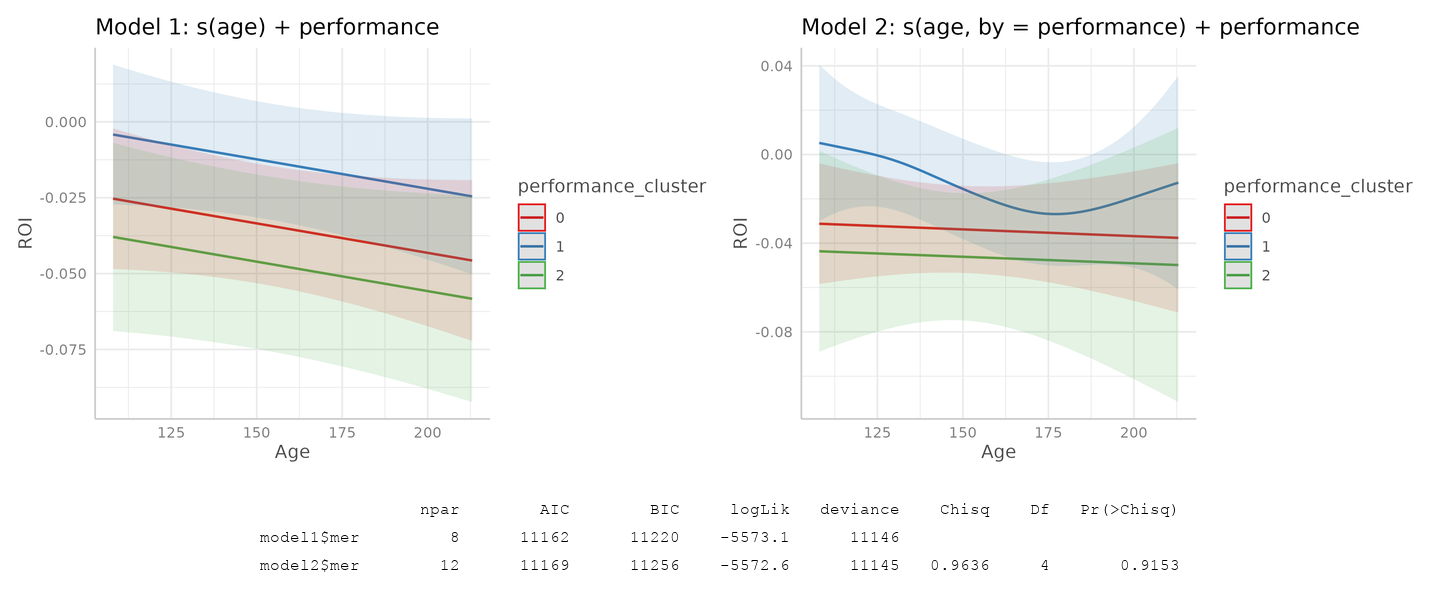 Model 1: s(age) + performance
0.000
-0.025
-0.050
-0.075
ROI
125 150 175 200
Age
performance_cluster
0
1
2
Model 2: s(age, by = performance) + performance
0.04
0.00
-0.04
-0.08
ROI
125 150 175 200
Age
performance_cluster
0
1
2
npar AIC BIC logLik deviance Chisq Df Pr(>Chisq)
model1$mer 8 11162 11220 -5573.1 11146
model2$mer 12 11169 11256 -5572.6 11145 0.9636 4 0.9153